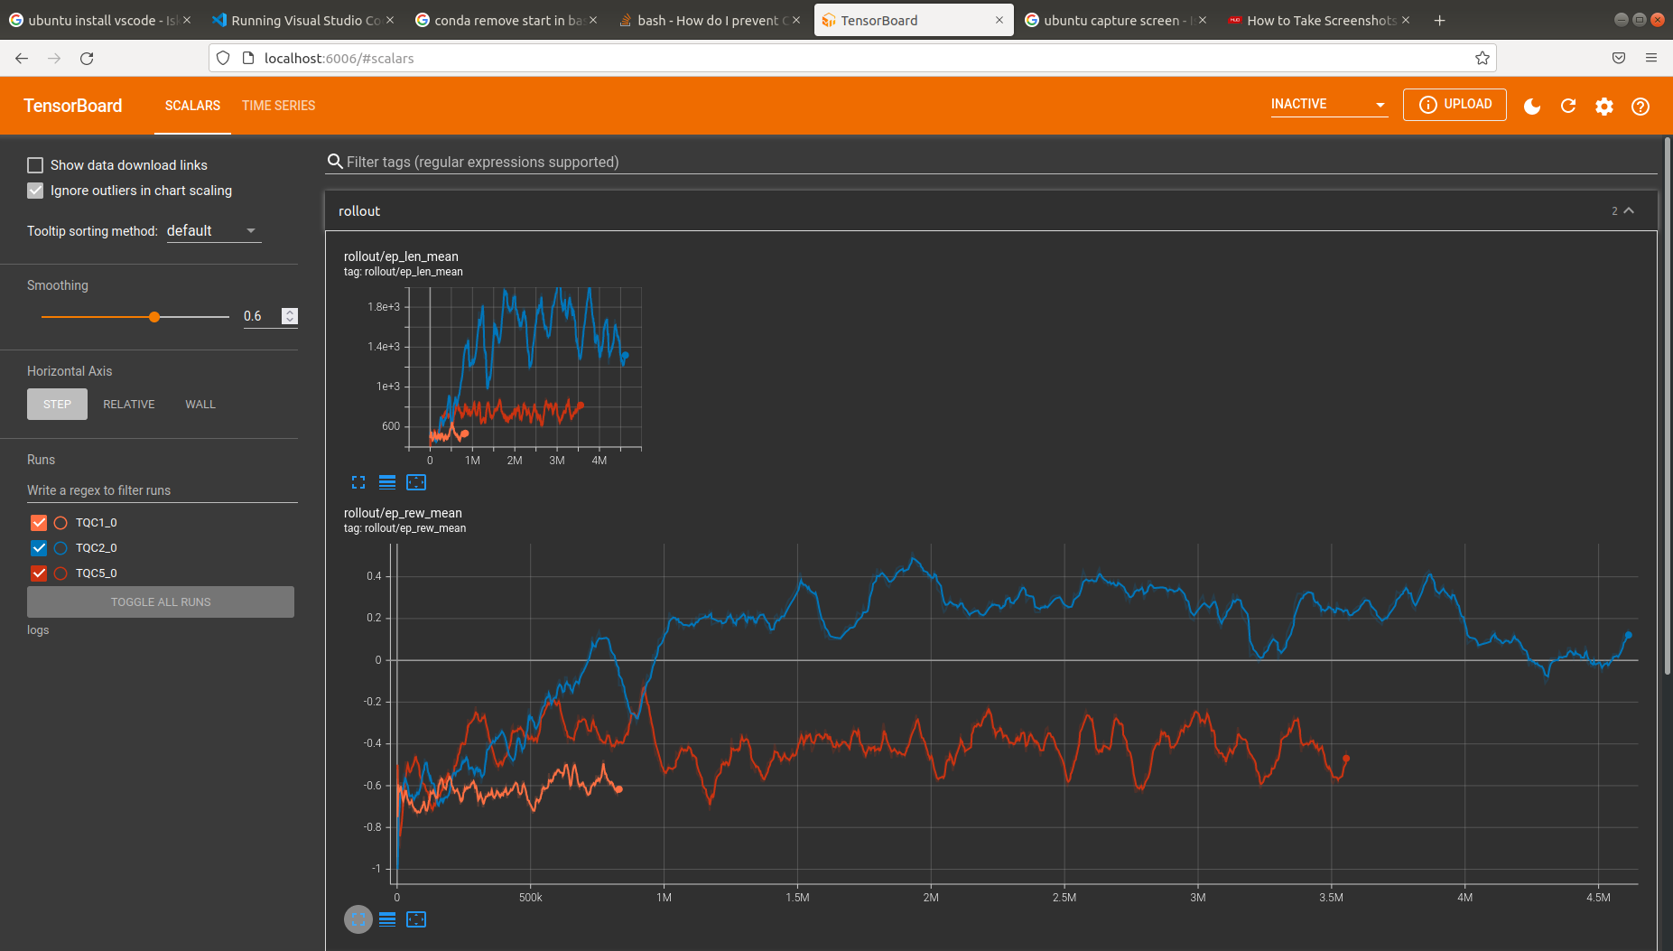 ubuntu install vscode - Isk
Running Visual Studio Co
conda remove start in bas
bash - How do I prevent C
TensorBoard
ubuntu capture screen -
How to Take Screenshots
localhost:6006/#scalars
TensorBoard
SCALARS
TIME SERIES
INACTIVE
UPLOAD
Show data download links
Ignore outliers in chart scaling
Tooltip sorting method: default
Smoothing
0.6
Horizontal Axis
STEP RELATIVE WALL
Runs
Write a regex to filter runs
TQC1_0
TQC2_0
TQC5_0
TOGGLE ALL RUNS
logs
Filter tags (regular expressions supported)
rollout
2
rollout/ep_len_mean
tag: rollout/ep_len_mean
1.8e+3
1.4e+3
1e+3
600
0 1M 2M 3M 4M
rollout/ep_rew_mean
tag: rollout/ep_rew_mean
0.4
0.2
0
-0.2
-0.4
-0.6
-0.8
-1
0 500k 1M 1.5M 2M 2.5M 3M 3.5M 4M 4.5M